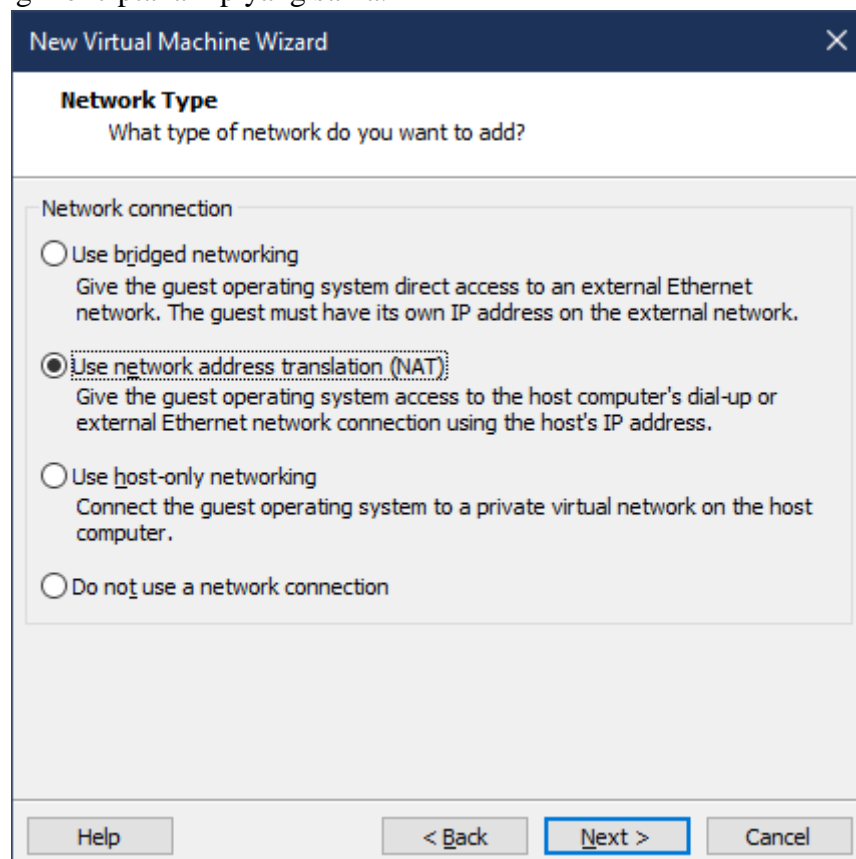 New Virtual Machine Wizard
Network Type
What type of network do you want to add?
Network connection
Use bridged networking
Give the guest operating system direct access to an external Ethernet
network. The guest must have its own IP address on the external network.
Use network address translation (NAT)
Give the guest operating system access to the host computer's dial-up or
external Ethernet network connection using the host's IP address.
Use host-only networking
Connect the guest operating system to a private virtual network on the host
computer.
Do not use a network connection
Help
< Back
Next >
Cancel